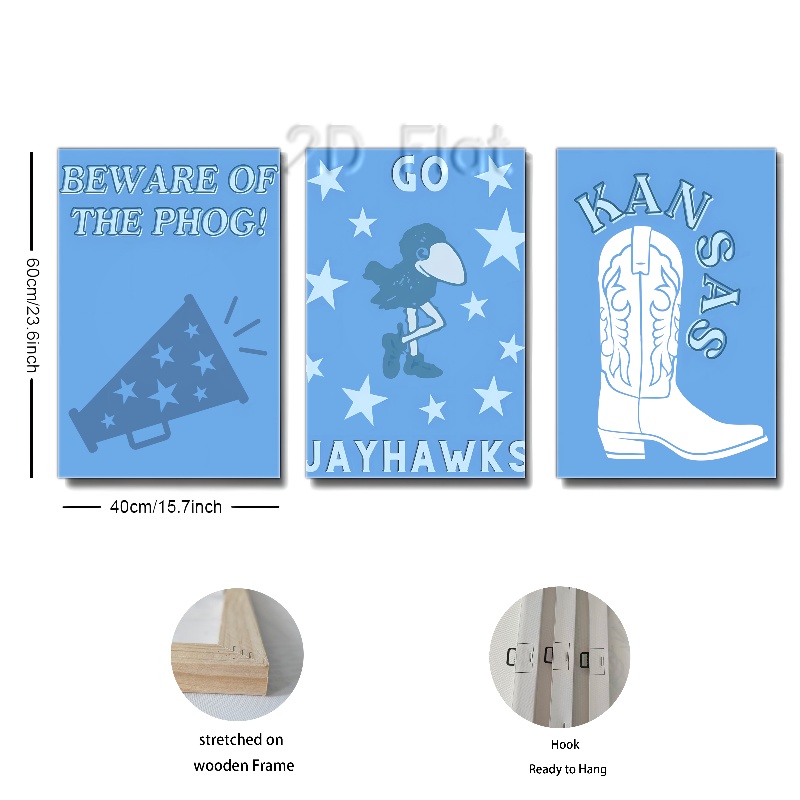 2D Flat
BEWARE OF
THE PHOG!
GO
JAYHAWKS
KANSAS
60cm/23.6inch
40cm/15.7inch
stretched on
wooden Frame
Hook
Ready to Hang